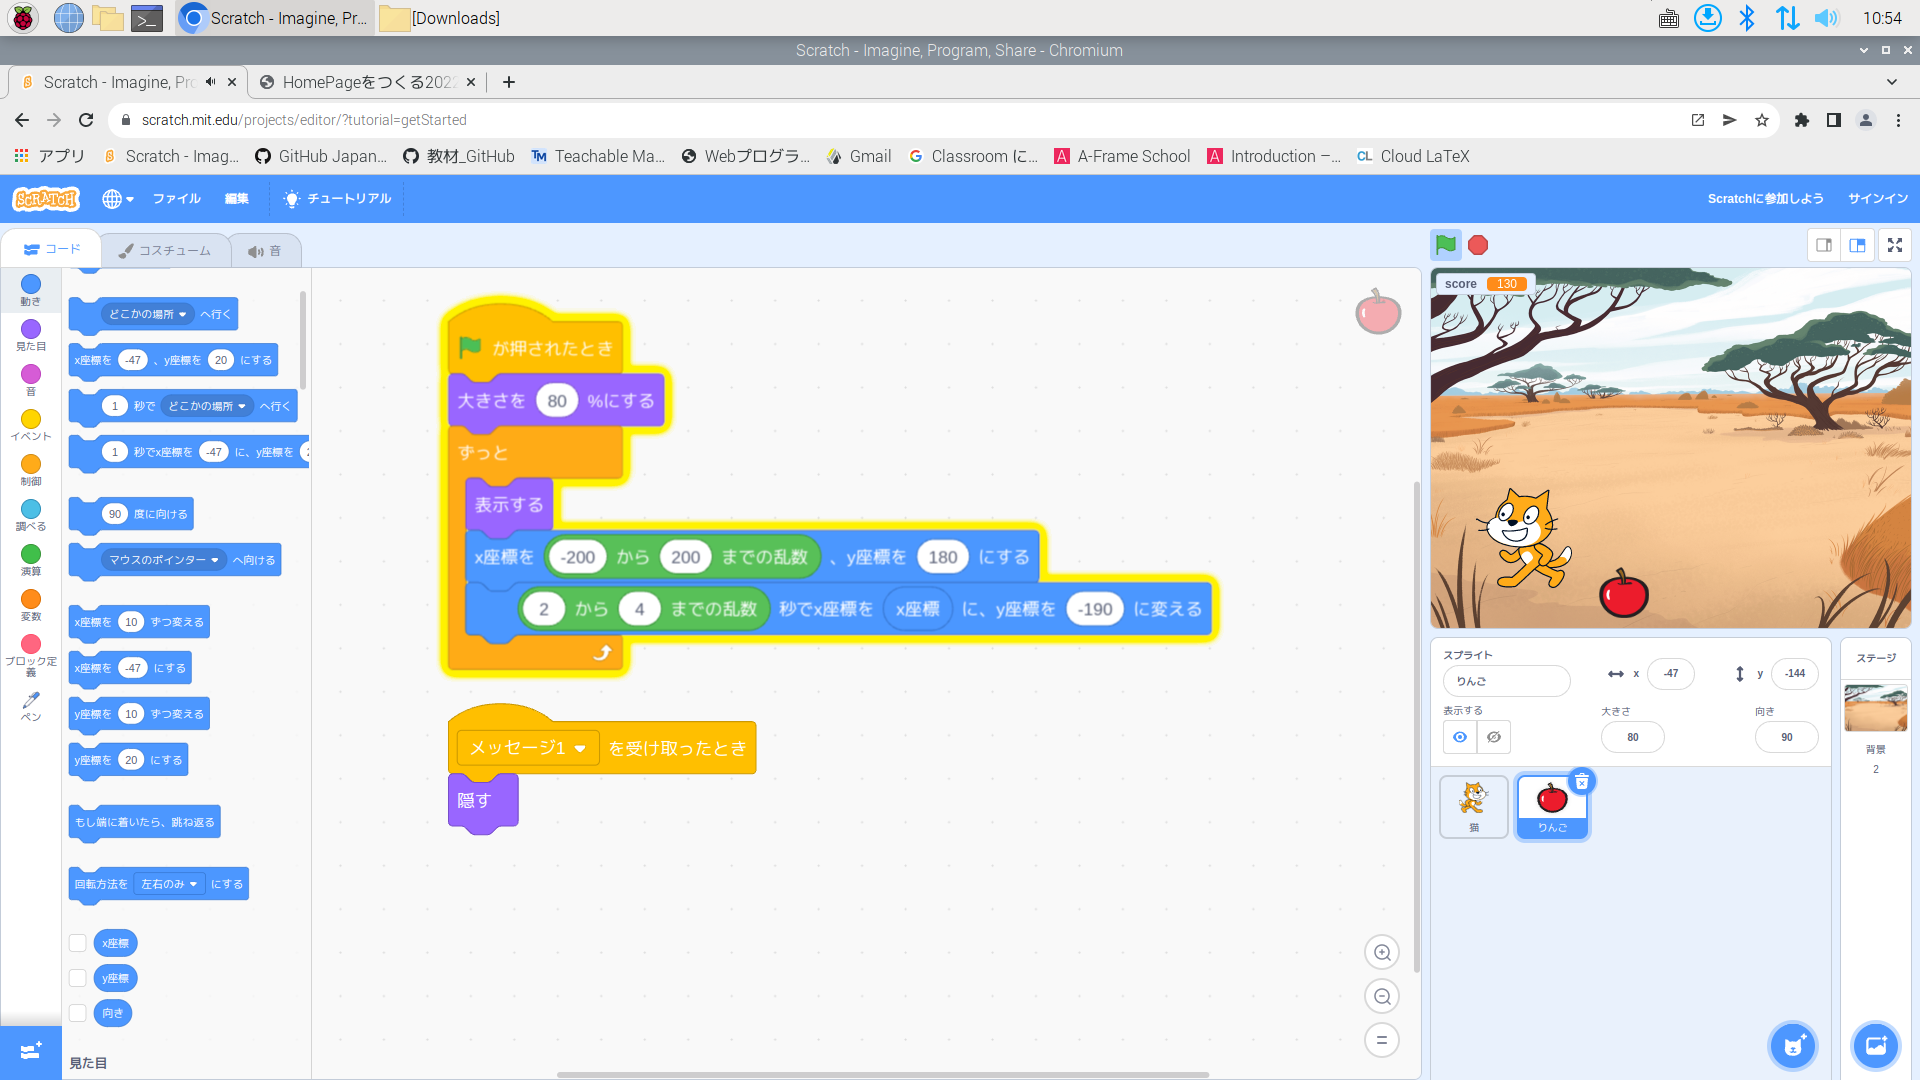 Scratch - Imagine, Pr...
[Downloads]
10:54
Scratch - Imagine, Program, Share - Chromium
Scratch - Imagine, Pro
HomePageをつくる2022
scratch.mit.edu/projects/editor/?tutorial=getStarted
アプリ
Scratch - Imag...
GitHub Japan...
教材_GitHub
Teachable Ma...
Webプログラ...
Gmail
Classroom に...
A-Frame School
Introduction –...
Cloud LaTeX
SCRATCH
ファイル
編集
チュートリアル
Scratchに参加しよう
サインイン
コード
コスチューム
音
動き
見た目
音
イベント
制御
調べる
演算
変数
ブロック定義
ペン
どこかの場所 へ行く
x座標を -47 、y座標を 20 にする
1 秒で どこかの場所 へ行く
1 秒でx座標を -47 に、y座標を
90 度に向ける
マウスのポインター へ向ける
x座標を 10 ずつ変える
x座標を -47 にする
y座標を 10 ずつ変える
y座標を 20 にする
もし端に着いたら、跳ね返る
回転方法を 左右のみ にする
x座標
y座標
向き
見た目
が押されたとき
大きさを 80 %にする
ずっと
表示する
x座標を -200 から 200 までの乱数 、y座標を 180 にする
2 から 4 までの乱数 秒でx座標を x座標 に、y座標を -190 に変える
メッセージ1 を受け取ったとき
隠す
score 130
スプライト
りんご
x -47
y -144
表示する
大きさ 80
向き 90
猫
りんご
ステージ
背景
2